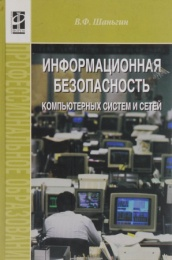 В.Ф. Шаньгин
ИНФОРМАЦИОННАЯ
БЕЗОПАСНОСТЬ
КОМПЬЮТЕРНЫХ СИСТЕМ И СЕТЕЙ
ПРОФЕССИОНАЛЬНОЕ ОБРАЗОВАНИЕ